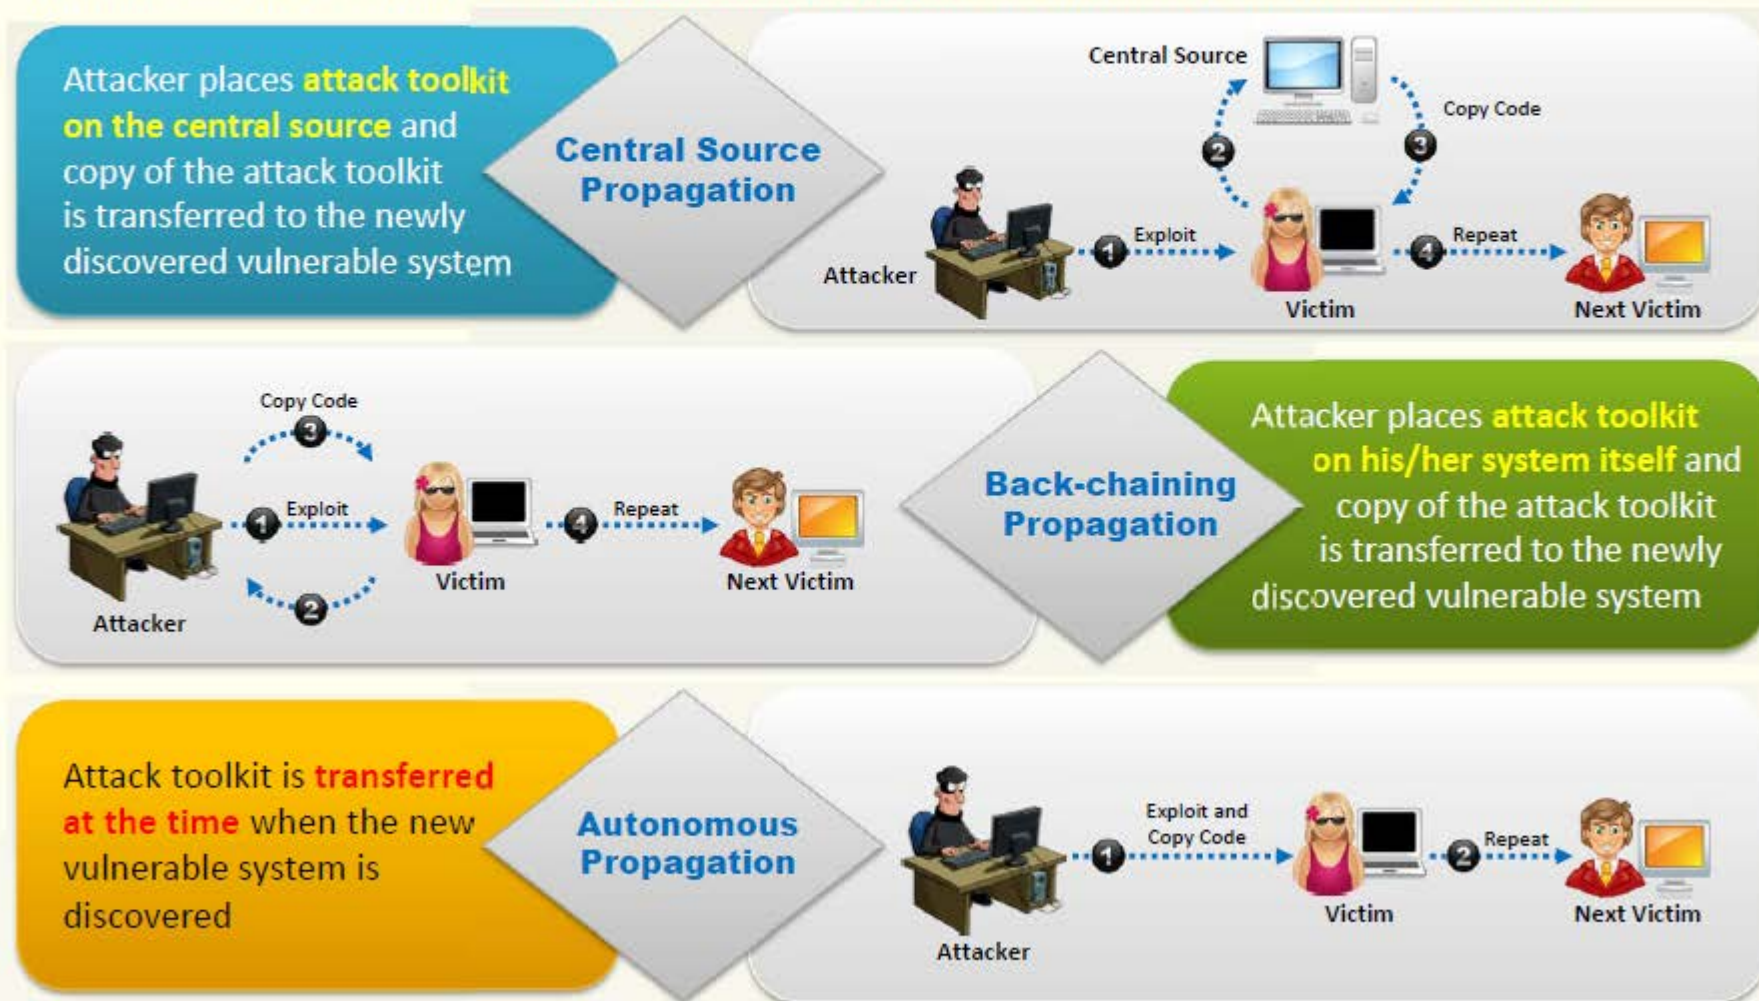 Attacker places attack toolkit
on the central source and
copy of the attack toolkit
is transferred to the newly
discovered vulnerable system
Central Source
Propagation
Central Source
Copy Code
2
3
Attacker
1
Exploit
4
Repeat
Victim
Next Victim
Copy Code
3
1
Exploit
4
Repeat
2
Attacker
Victim
Next Victim
Back-chaining
Propagation
Attacker places attack toolkit
on his/her system itself and
copy of the attack toolkit
is transferred to the newly
discovered vulnerable system
Attack toolkit is transferred
at the time when the new
vulnerable system is
discovered
Autonomous
Propagation
Exploit and
Copy Code
1
2
Repeat
Attacker
Victim
Next Victim